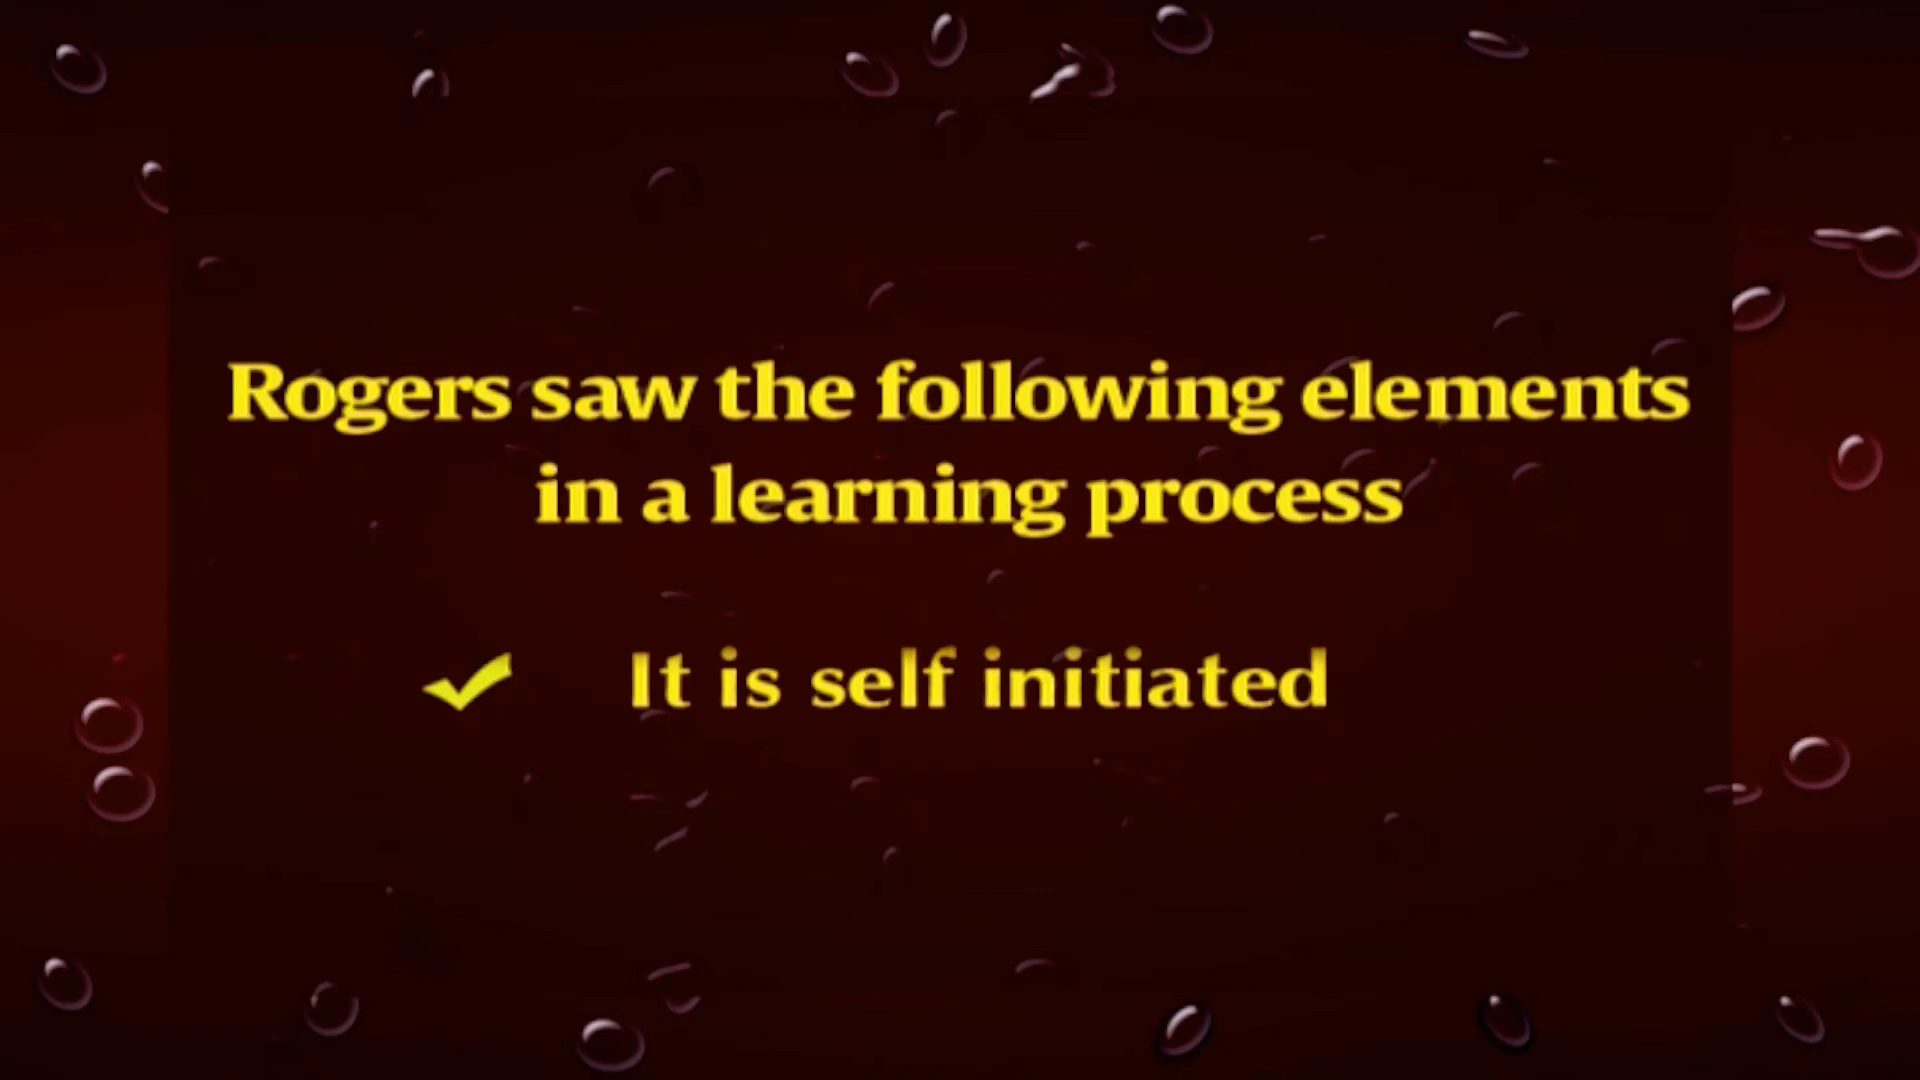 Rogers saw the following elements
in a learning process
✔ It is self initiated